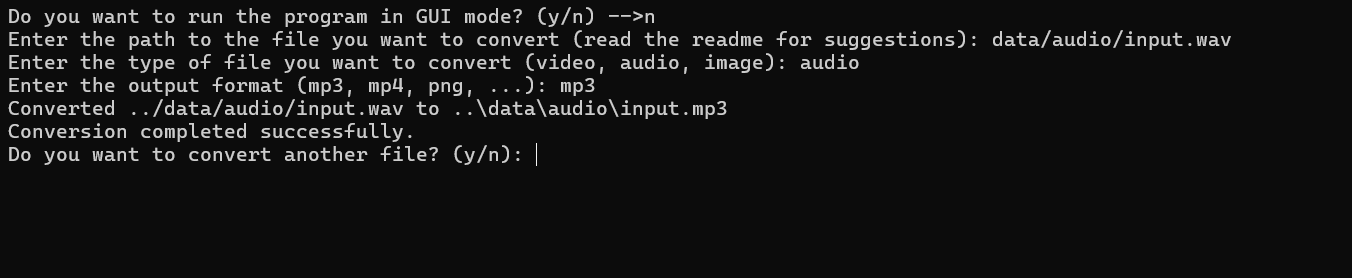 Do you want to run the program in GUI mode? (y/n) -->n
Enter the path to the file you want to convert (read the readme for suggestions): data/audio/input.wav
Enter the type of file you want to convert (video, audio, image): audio
Enter the output format (mp3, mp4, png, ...): mp3
Converted ../data/audio/input.wav to ..\data\audio\input.mp3
Conversion completed successfully.
Do you want to convert another file? (y/n):